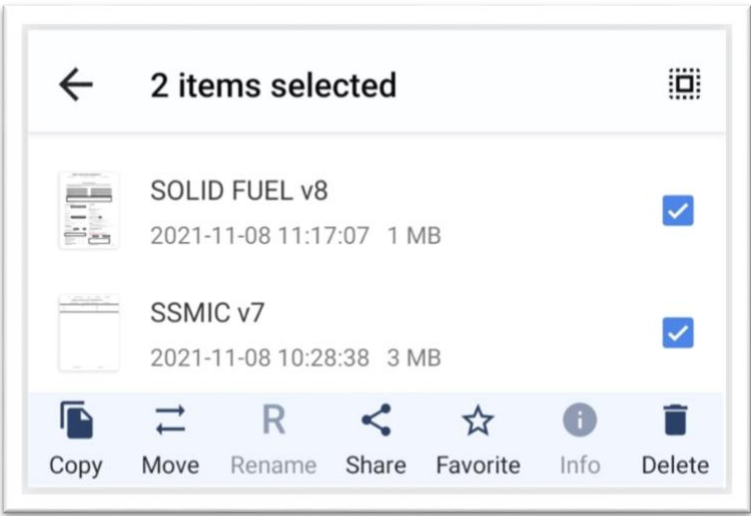 2 items selected
SOLID FUEL v8
2021-11-08 11:17:07 1 MB
SSMIC v7
2021-11-08 10:28:38 3 MB
R
Copy Move Rename Share Favorite Info Delete